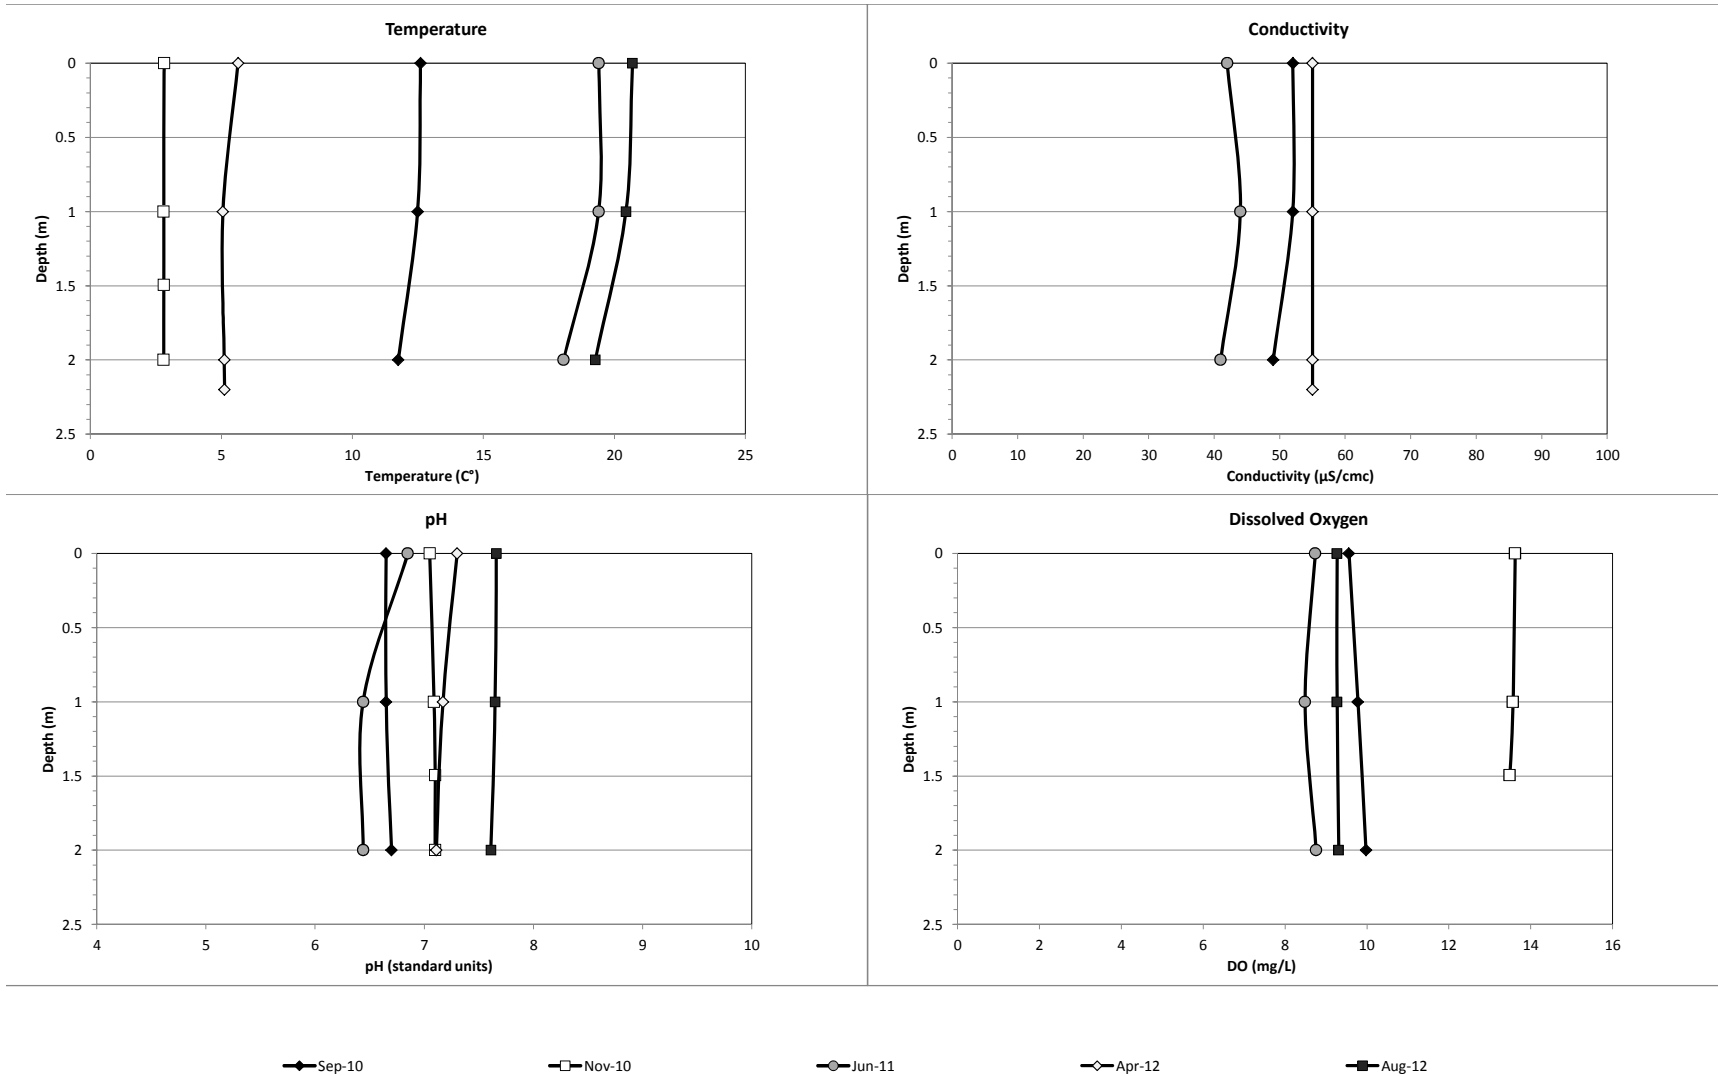 Temperature
0
0.5
1
1.5
2
2.5
Depth (m)
0 5 10 15 20 25
Temperature (C°)
Conductivity
0
0.5
1
1.5
2
2.5
Depth (m)
0 10 20 30 40 50 60 70 80 90 100
Conductivity (µS/cmc)
pH
0
0.5
1
1.5
2
2.5
Depth (m)
4 5 6 7 8 9 10
pH (standard units)
Dissolved Oxygen
0
0.5
1
1.5
2
2.5
Depth (m)
0 2 4 6 8 10 12 14 16
DO (mg/L)
Sep-10 Nov-10 Jun-11 Apr-12 Aug-12